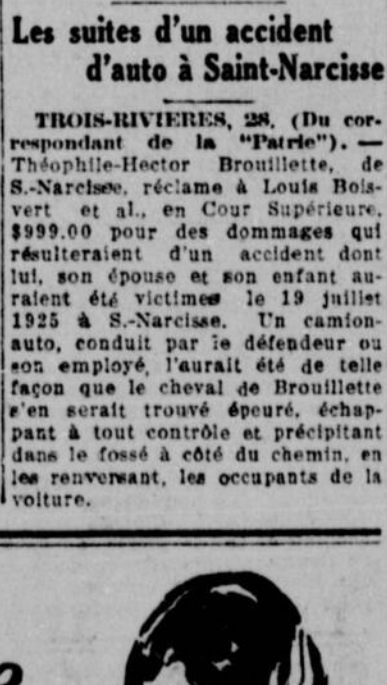 Les suites d'un accident
d'auto à Saint-Narcisse
TROIS-RIVIERES, 28. (Du cor-
respondant de la "Patrie"). —
Théophile-Hector Brouillette, de
S.-Narcisse, réclame à Louis Bois-
vert et al., en Cour Supérieure,
$999.00 pour des dommages qui
résulteraient d'un accident dont
lui, son épouse et son enfant au-
raient été victimes le 19 juillet
1925 à S.-Narcisse. Un camion-
auto, conduit par le défendeur ou
son employé, l'aurait été de telle
façon que le cheval de Brouillette
s'en serait trouvé épeuré, échap-
pant à tout contrôle et précipitant
dans le fossé à côté du chemin, en
les renversant, les occupants de la
voiture.